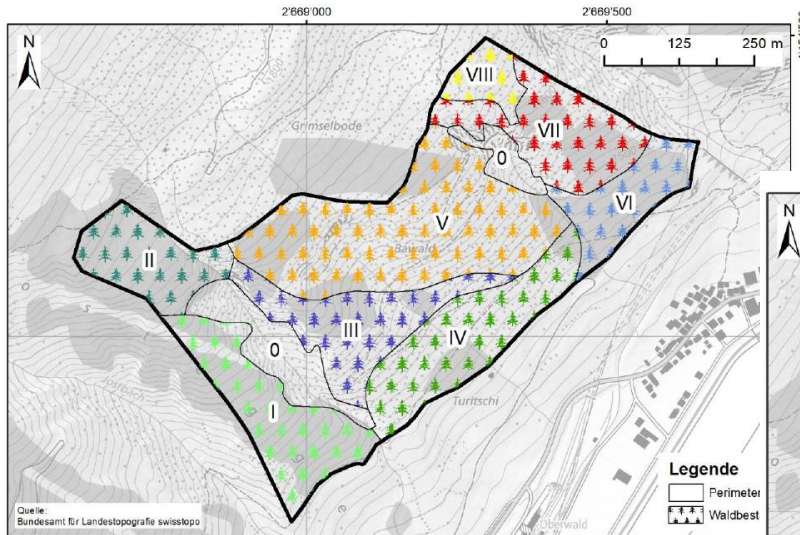 2'669'000
2'669'500
N
0 125 250 m
VIII
Grimselbode
VII
0
N
VI
V
II
Bawald
III
IV
0
Jostbach
Turitschi
I
Legende
Perimeter
Waldbest
Quelle:
Bundesamt für Landestopografie swisstopo
Oberwald